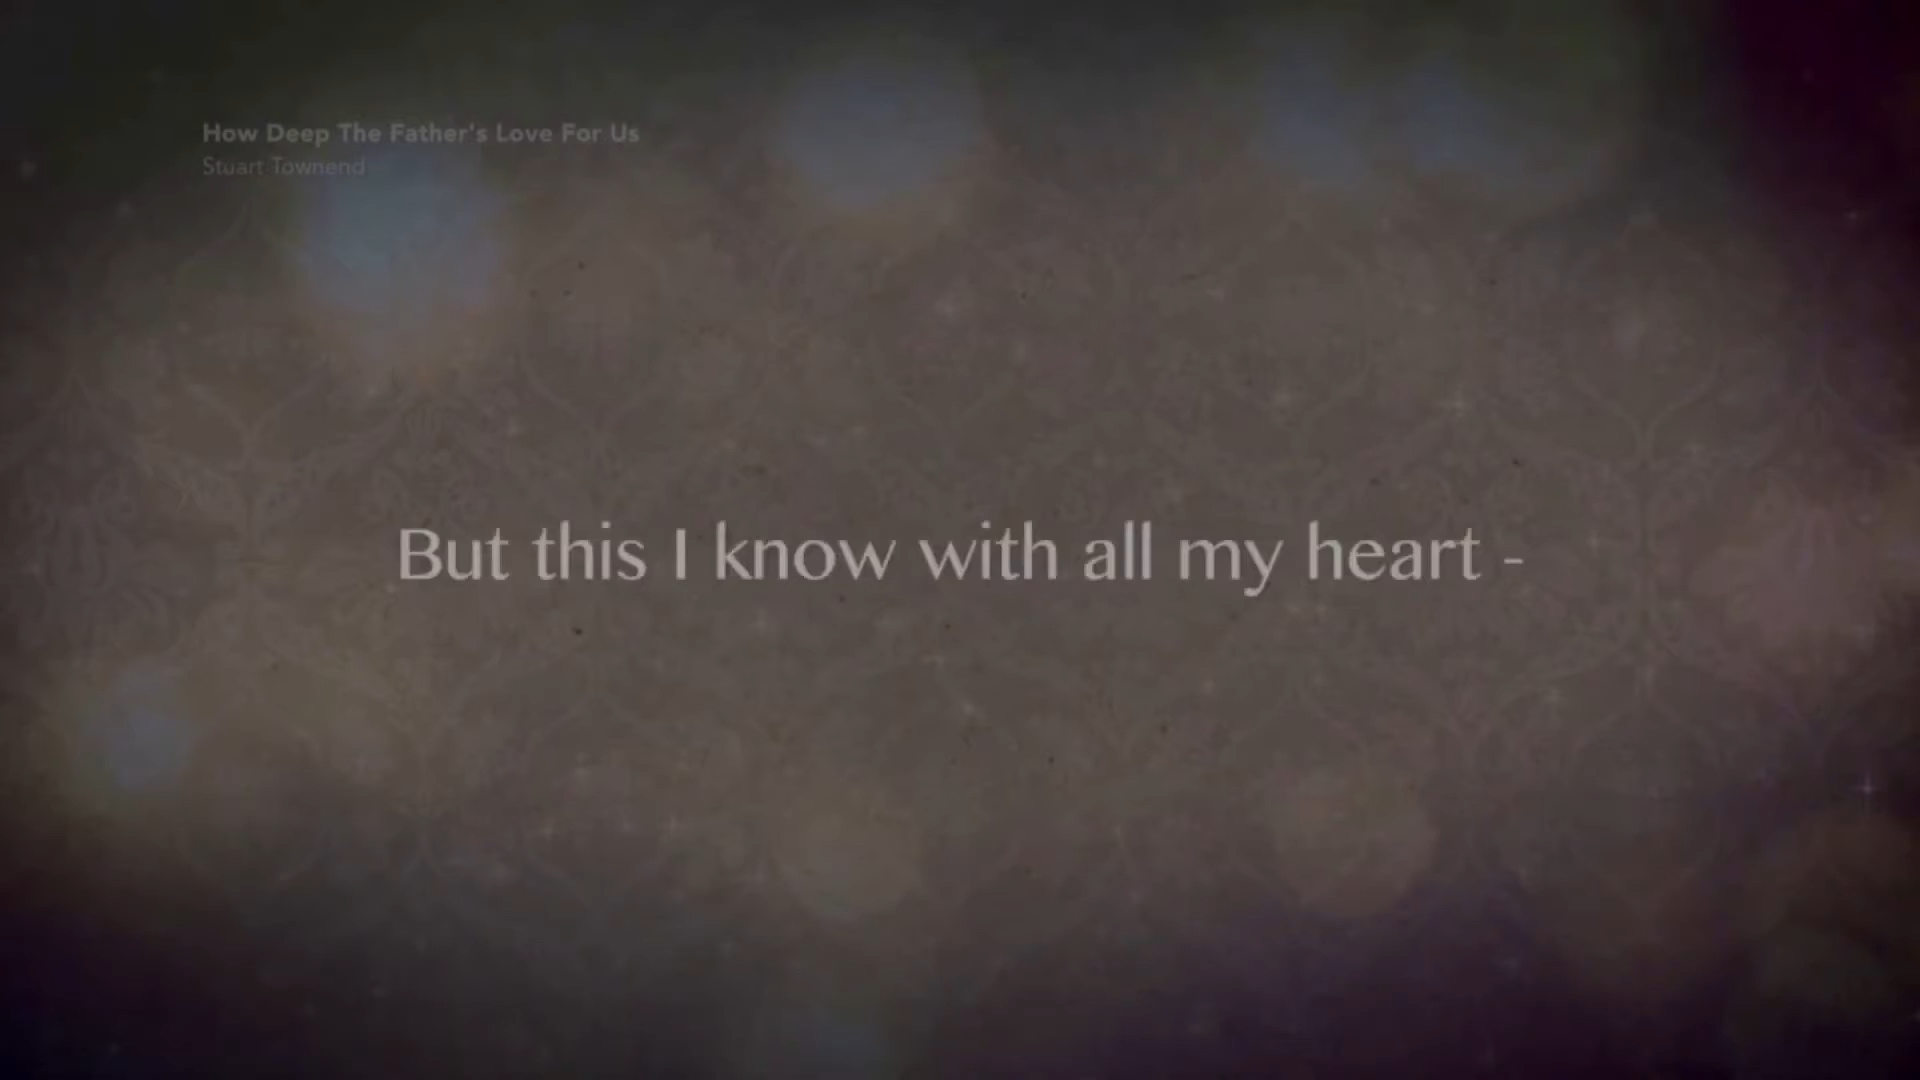 How Deep The Father's Love For Us
Stuart Townend
But this I know with all my heart -